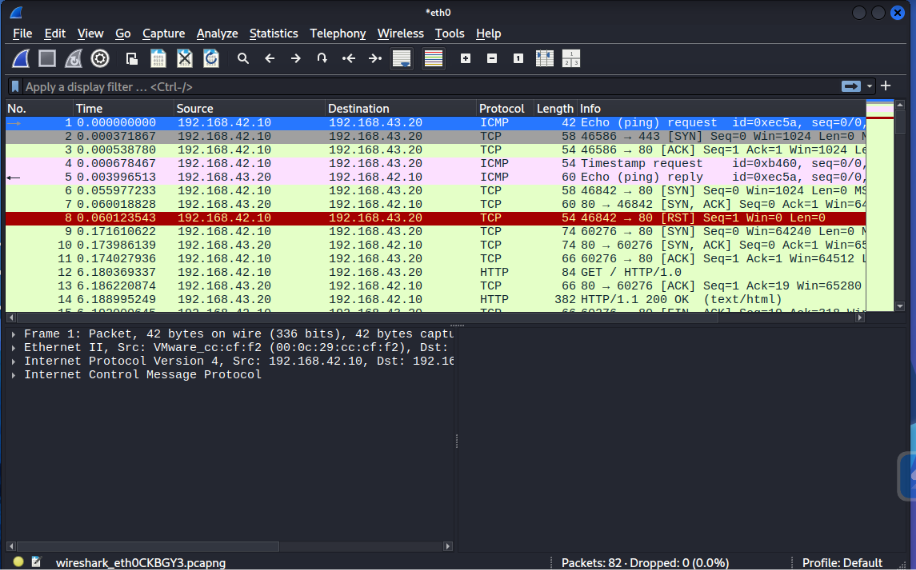 *eth0
File Edit View Go Capture Analyze Statistics Telephony Wireless Tools Help
Apply a display filter … <Ctrl-/>
No. Time Source Destination Protocol Length Info
1 0.000000000 192.168.42.10 192.168.43.20 ICMP 42 Echo (ping) request id=0xec5a, seq=0/0,
2 0.000371867 192.168.42.10 192.168.43.20 TCP 58 46586 → 443 [SYN] Seq=0 Win=1024 Len=0 M
3 0.000538780 192.168.42.10 192.168.43.20 TCP 54 46586 → 80 [ACK] Seq=1 Ack=1 Win=1024 Le
4 0.000678467 192.168.42.10 192.168.43.20 ICMP 54 Timestamp request id=0xb460, seq=0/0,
5 0.003996513 192.168.43.20 192.168.42.10 ICMP 60 Echo (ping) reply id=0xec5a, seq=0/0,
6 0.055977233 192.168.42.10 192.168.43.20 TCP 58 46842 → 80 [SYN] Seq=0 Win=1024 Len=0 MS
7 0.060018828 192.168.43.20 192.168.42.10 TCP 60 80 → 46842 [SYN, ACK] Seq=0 Ack=1 Win=64
8 0.060123543 192.168.42.10 192.168.43.20 TCP 54 46842 → 80 [RST] Seq=1 Win=0 Len=0
9 0.171610622 192.168.42.10 192.168.43.20 TCP 74 60276 → 80 [SYN] Seq=0 Win=64240 Len=0 M
10 0.173986139 192.168.43.20 192.168.42.10 TCP 74 80 → 60276 [SYN, ACK] Seq=0 Ack=1 Win=65
11 0.174027936 192.168.42.10 192.168.43.20 TCP 66 60276 → 80 [ACK] Seq=1 Ack=1 Win=64512 L
12 6.180369337 192.168.42.10 192.168.43.20 HTTP 84 GET / HTTP/1.0
13 6.186220874 192.168.43.20 192.168.42.10 TCP 66 80 → 60276 [ACK] Seq=1 Ack=19 Win=65280
14 6.188995249 192.168.43.20 192.168.42.10 HTTP 382 HTTP/1.1 200 OK (text/html)
Frame 1: Packet, 42 bytes on wire (336 bits), 42 bytes captu
Ethernet II, Src: VMware_cc:cf:f2 (00:0c:29:cc:cf:f2), Dst:
Internet Protocol Version 4, Src: 192.168.42.10, Dst: 192.16
Internet Control Message Protocol
wireshark_eth0CKBGY3.pcapng Packets: 82 · Dropped: 0 (0.0%) Profile: Default